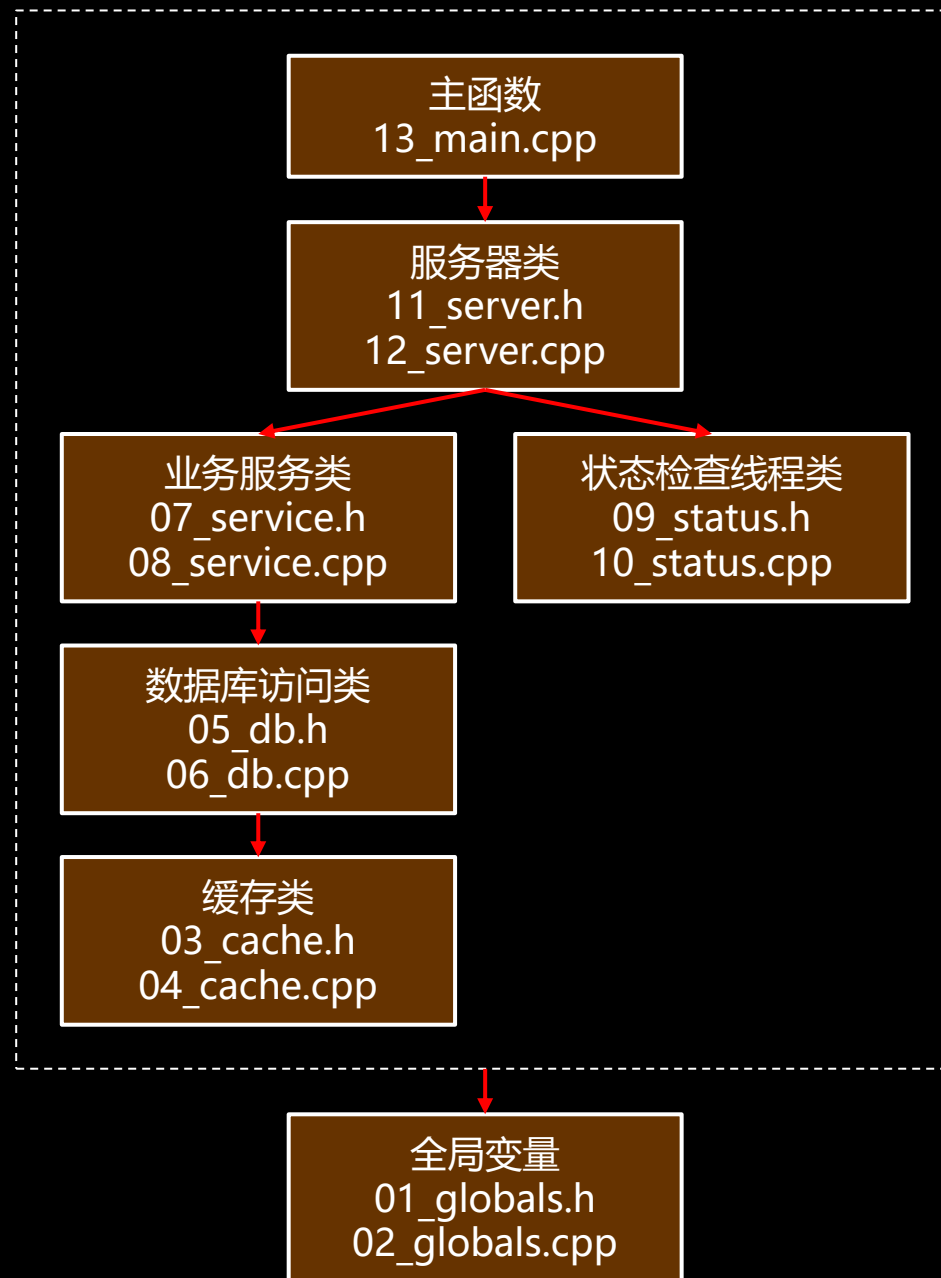 主函数
13_main.cpp
服务器类
11_server.h
12_server.cpp
业务服务类
07_service.h
08_service.cpp
状态检查线程类
09_status.h
10_status.cpp
数据库访问类
05_db.h
06_db.cpp
缓存类
03_cache.h
04_cache.cpp
全局变量
01_globals.h
02_globals.cpp